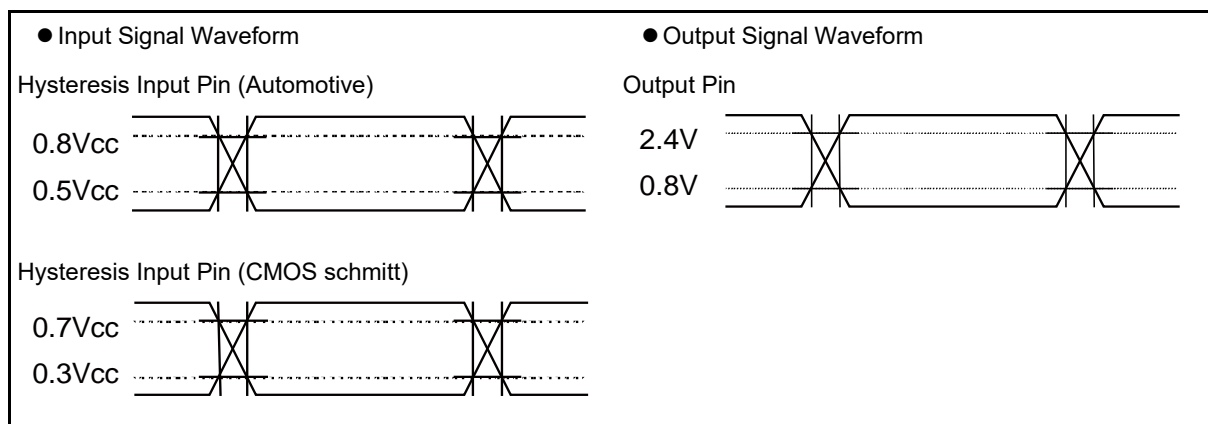 ● Input Signal Waveform
Hysteresis Input Pin (Automotive)
0.8Vcc
0.5Vcc
Hysteresis Input Pin (CMOS schmitt)
0.7Vcc
0.3Vcc
● Output Signal Waveform
Output Pin
2.4V
0.8V